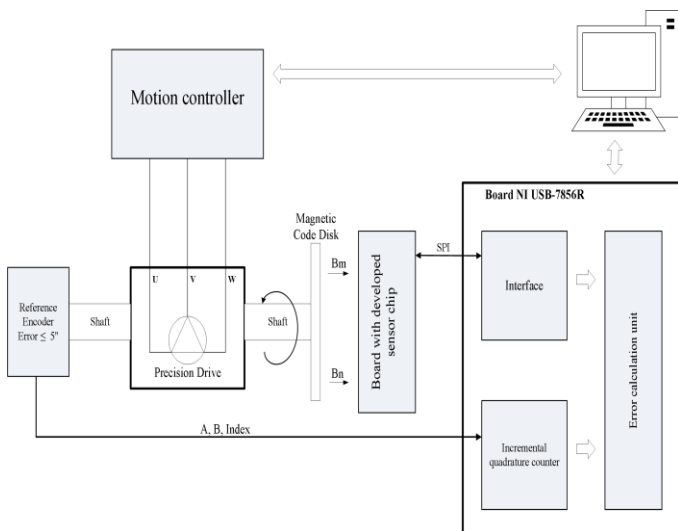 Motion controller
Board NI USB-7856R
Magnetic
Code Disk
U
V
W
Bm
Bn
Board with developed
sensor chip
SPI
Interface
Error calculation unit
Reference
Encoder
Error ≤ 5"
Shaft
Shaft
Precision Drive
A, B, Index
Incremental
quadrature counter